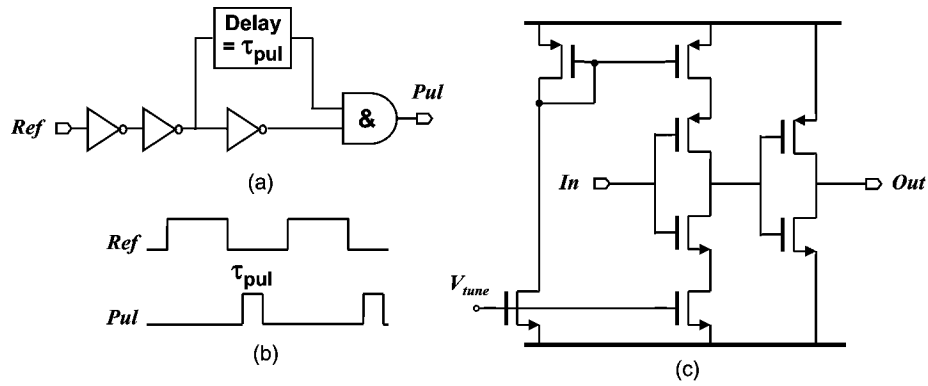 Delay
= τpul
Ref
&
Pul
(a)
Ref
τpul
Pul
(b)
In
Out
Vtune
(c)